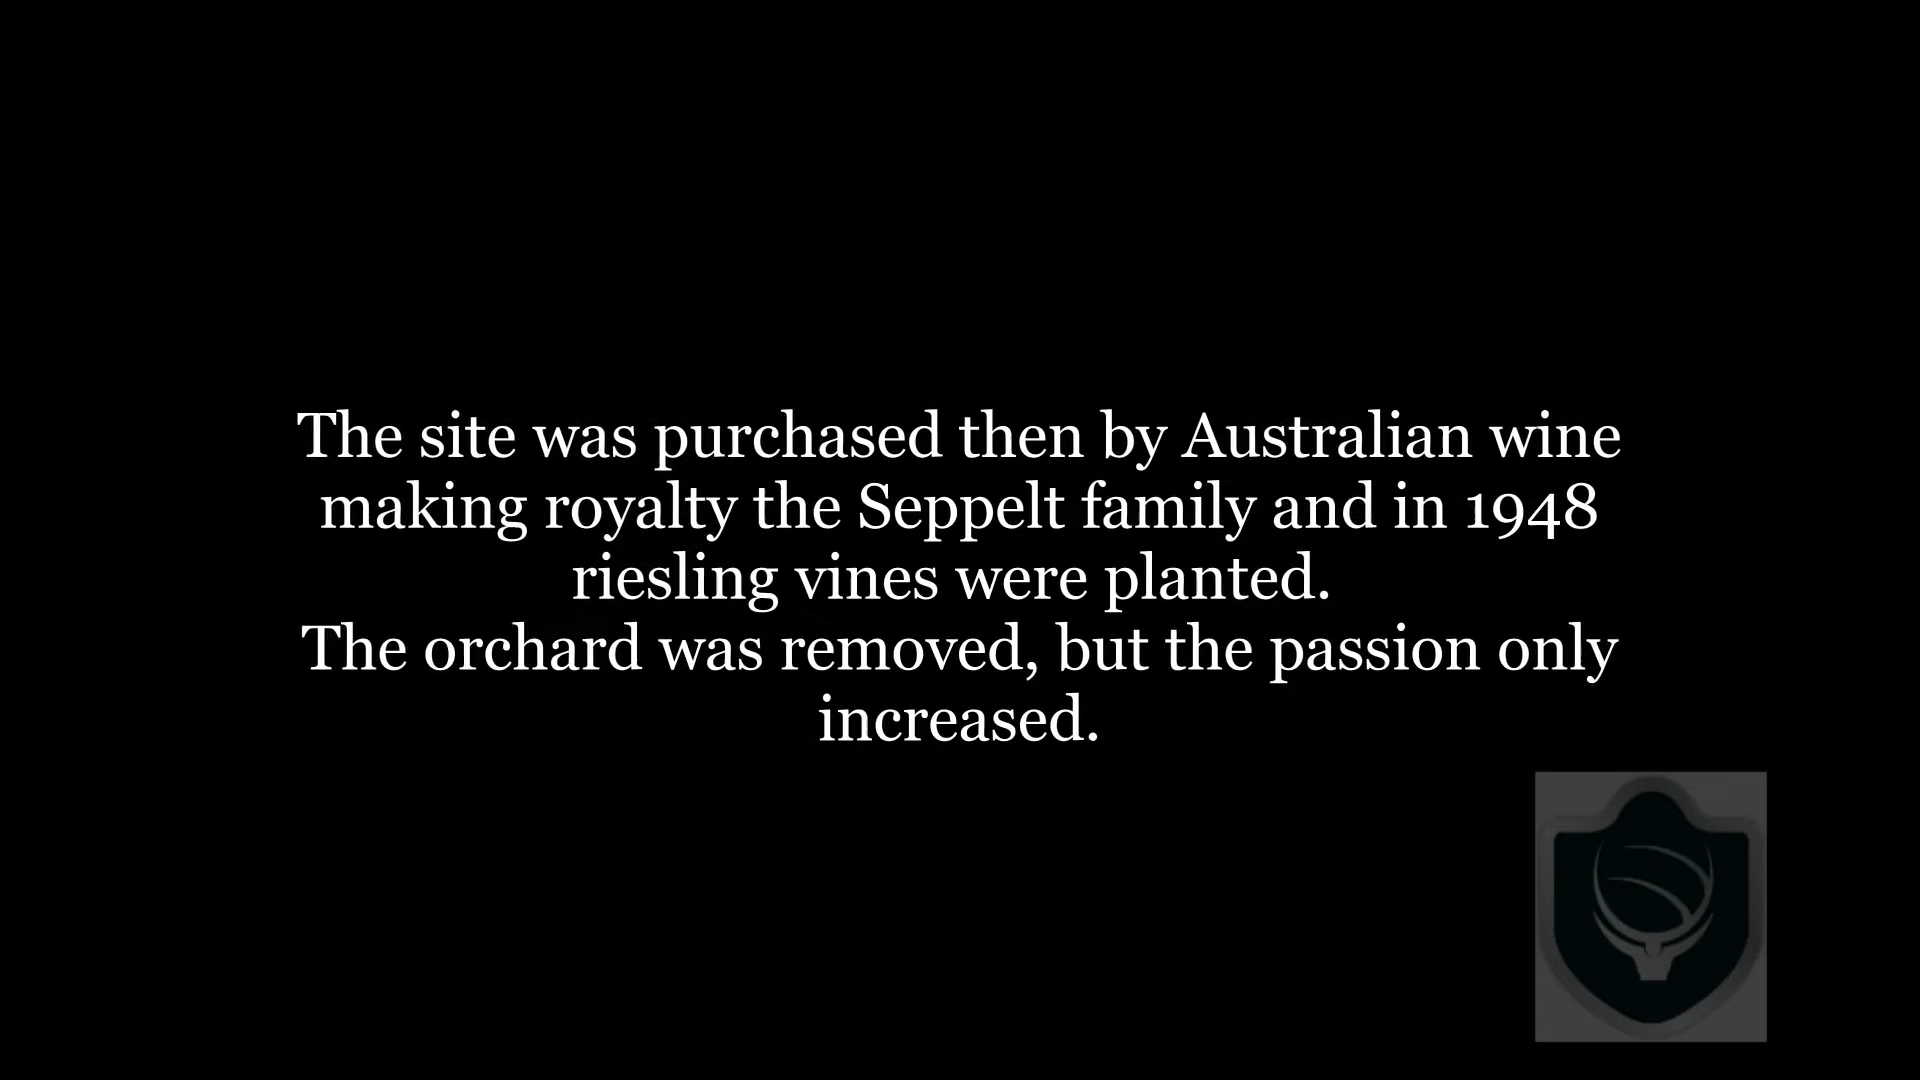 The site was purchased then by Australian wine
making royalty the Seppelt family and in 1948
riesling vines were planted.
The orchard was removed, but the passion only
increased.